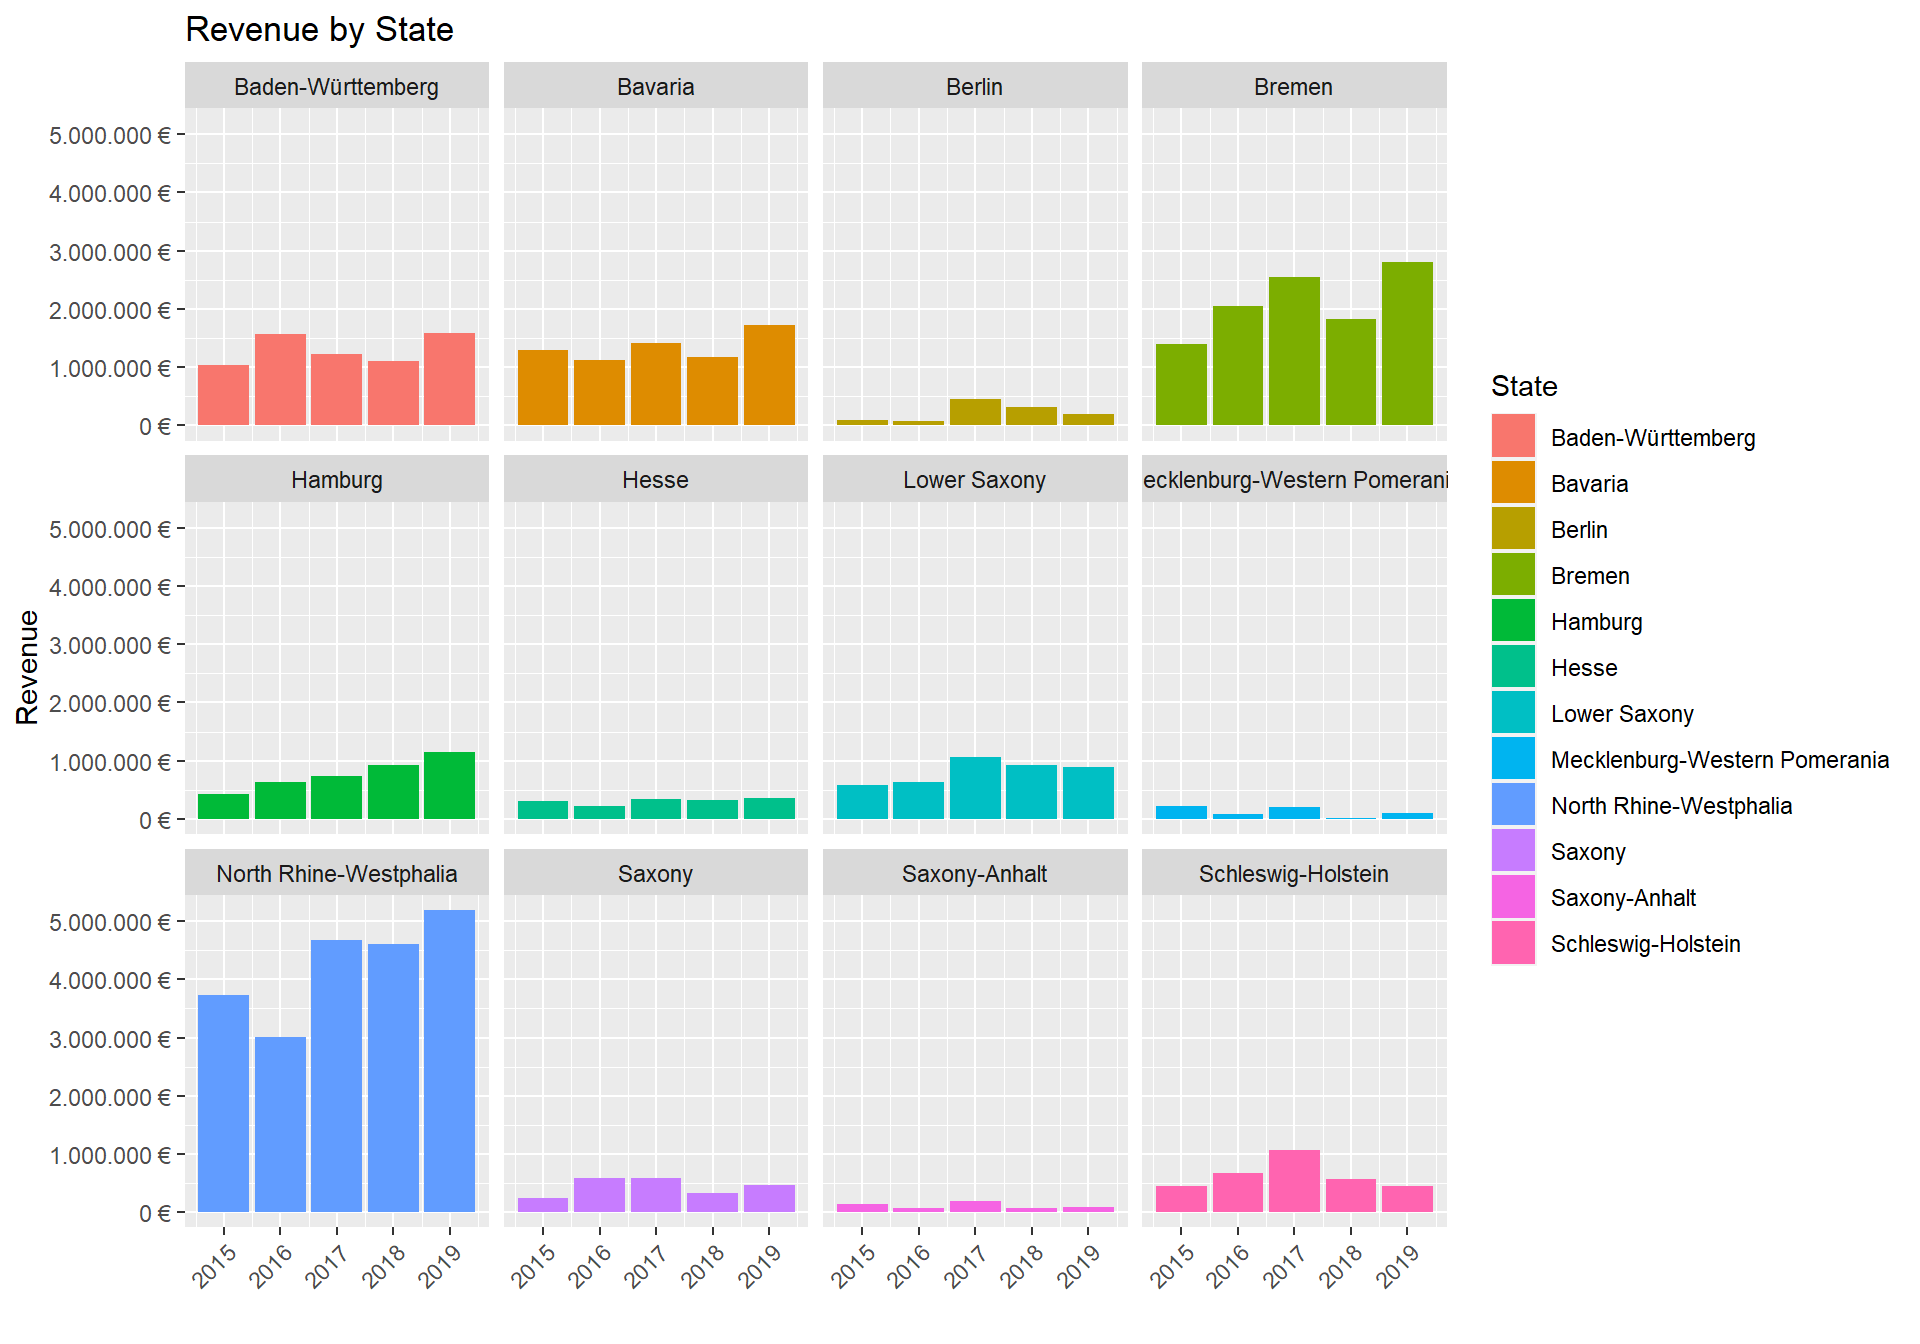 Revenue by State
Baden-Württemberg
Bavaria
Berlin
Bremen
5.000.000 €
4.000.000 €
3.000.000 €
2.000.000 €
1.000.000 €
0 €
Hamburg
Hesse
Lower Saxony
ecklenburg-Western Pomerani
5.000.000 €
4.000.000 €
3.000.000 €
2.000.000 €
1.000.000 €
0 €
Revenue
North Rhine-Westphalia
Saxony
Saxony-Anhalt
Schleswig-Holstein
5.000.000 €
4.000.000 €
3.000.000 €
2.000.000 €
1.000.000 €
0 €
2015 2016 2017 2018 2019
2015 2016 2017 2018 2019
2015 2016 2017 2018 2019
2015 2016 2017 2018 2019
State
Baden-Württemberg
Bavaria
Berlin
Bremen
Hamburg
Hesse
Lower Saxony
Mecklenburg-Western Pomerania
North Rhine-Westphalia
Saxony
Saxony-Anhalt
Schleswig-Holstein